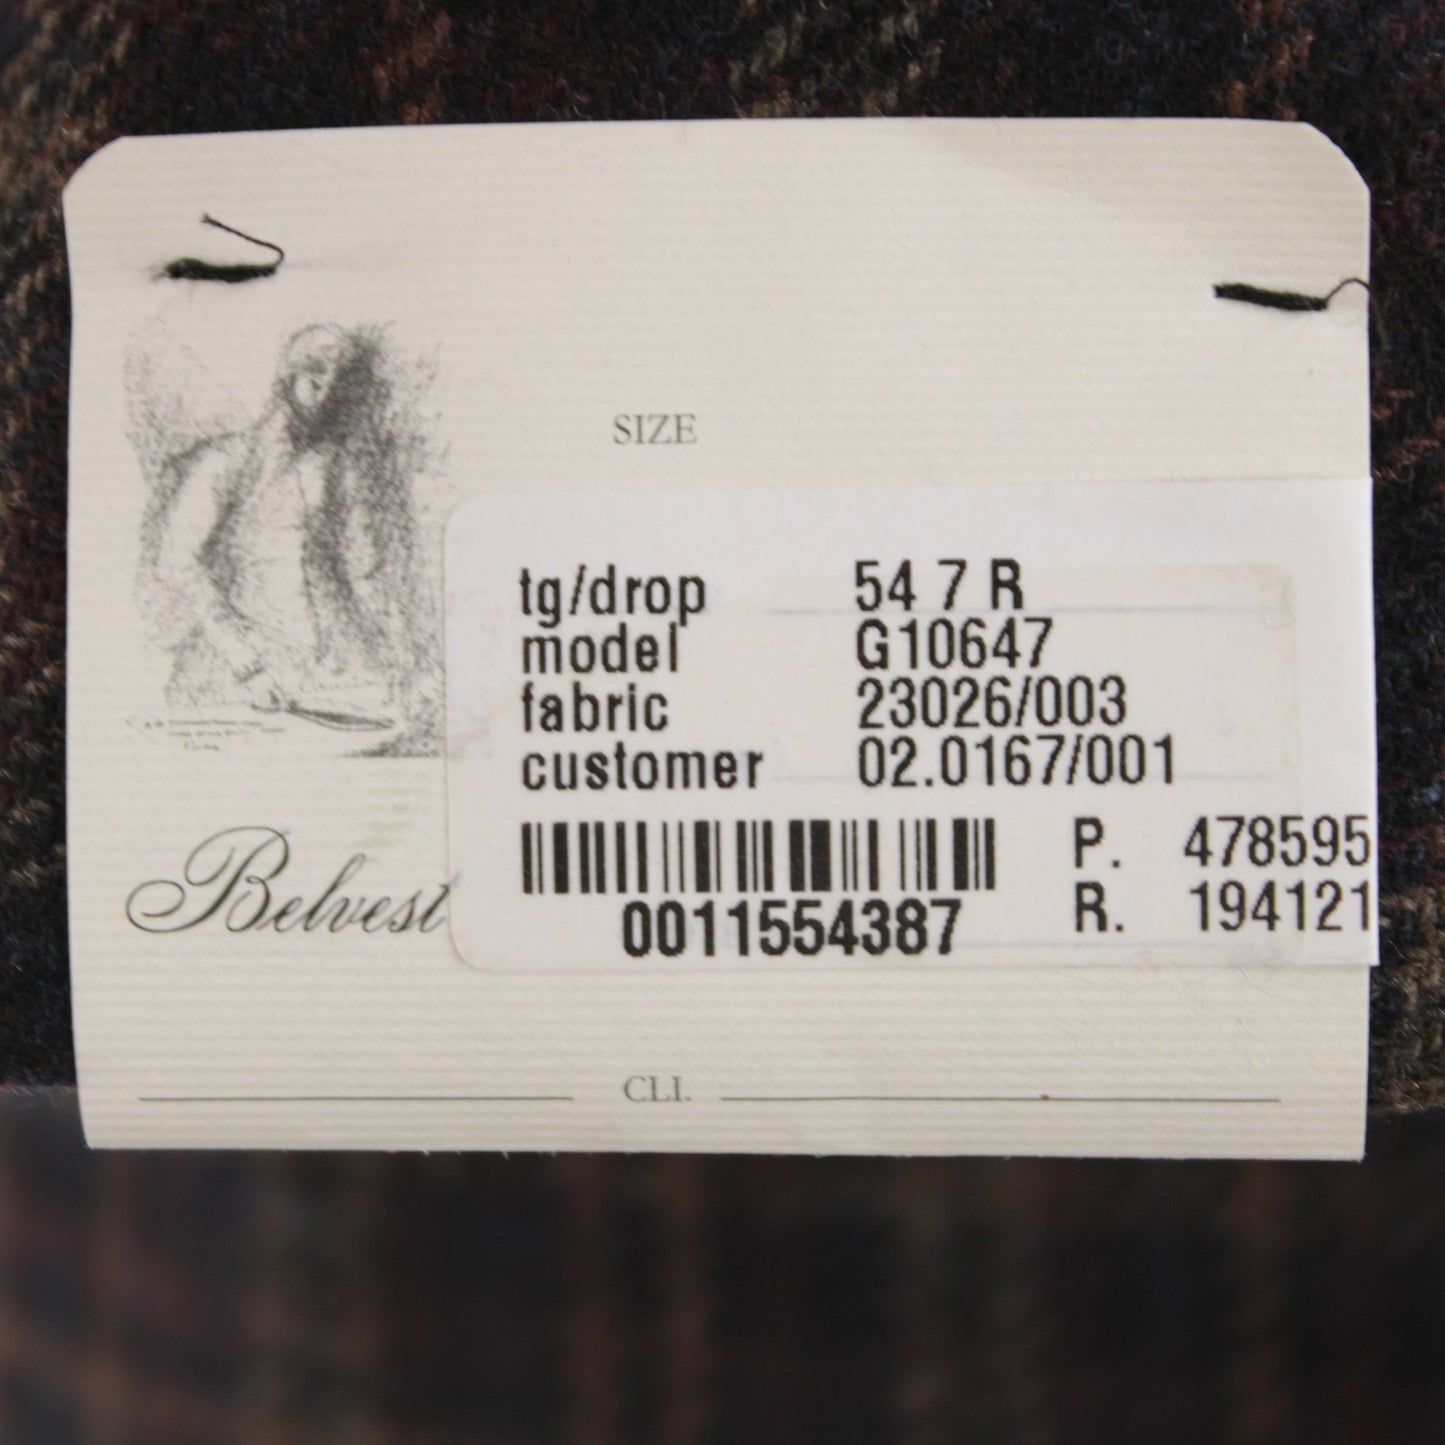 SIZE
tg/drop 54 7 R
model G10647
fabric 23026/003
customer 02.0167/001
P. 478595
R. 194121
0011554387
Belvest
CLI.